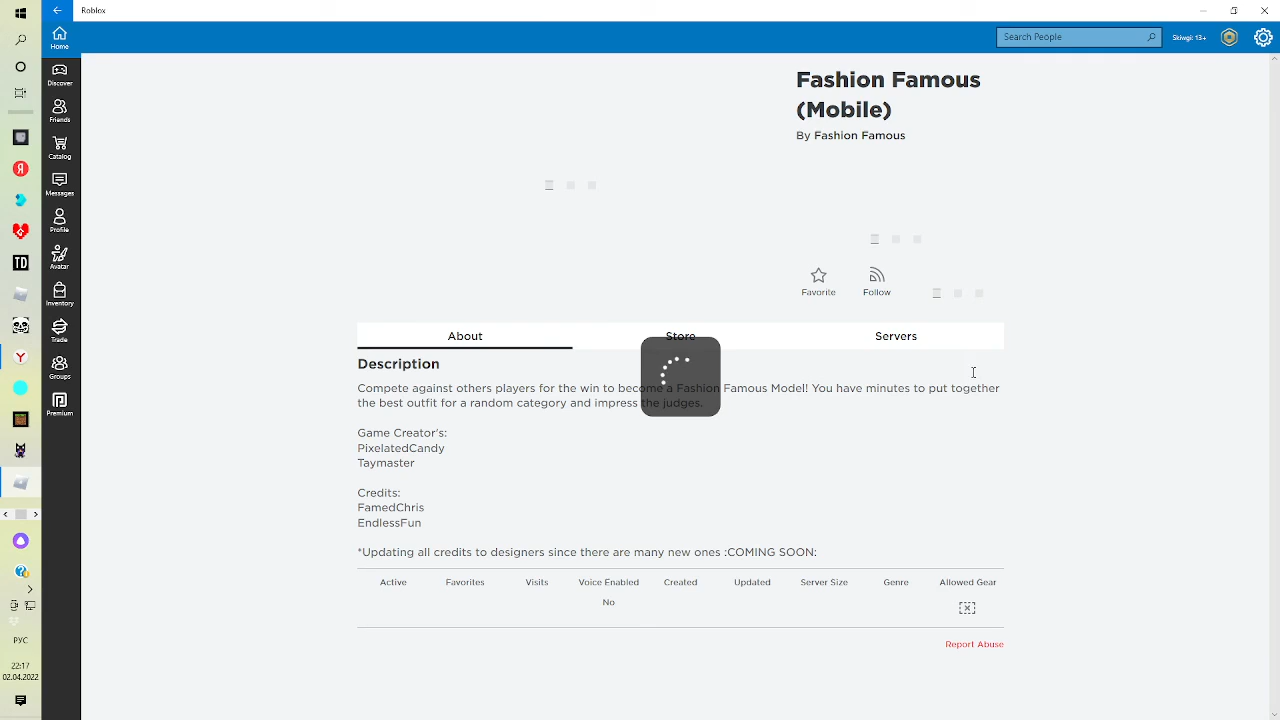 Roblox
Home
Search People
Skiwgi: 13+
Discover
Friends
Catalog
Messages
Profile
Avatar
Inventory
Trade
Groups
Premium
Я
TD
Y
РУС
22:17
02.04.2022
Fashion Famous
(Mobile)
By Fashion Famous
Favorite
Follow
About
Store
Servers
Description
Compete against others players for the win to become a Fashion Famous Model! You have minutes to put together
the best outfit for a random category and impress the judges.
Game Creator's:
PixelatedCandy
Taymaster
Credits:
FamedChris
EndlessFun
*Updating all credits to designers since there are many new ones :COMING SOON:
Active Favorites Visits Voice Enabled Created Updated Server Size Genre Allowed Gear
No
Report Abuse